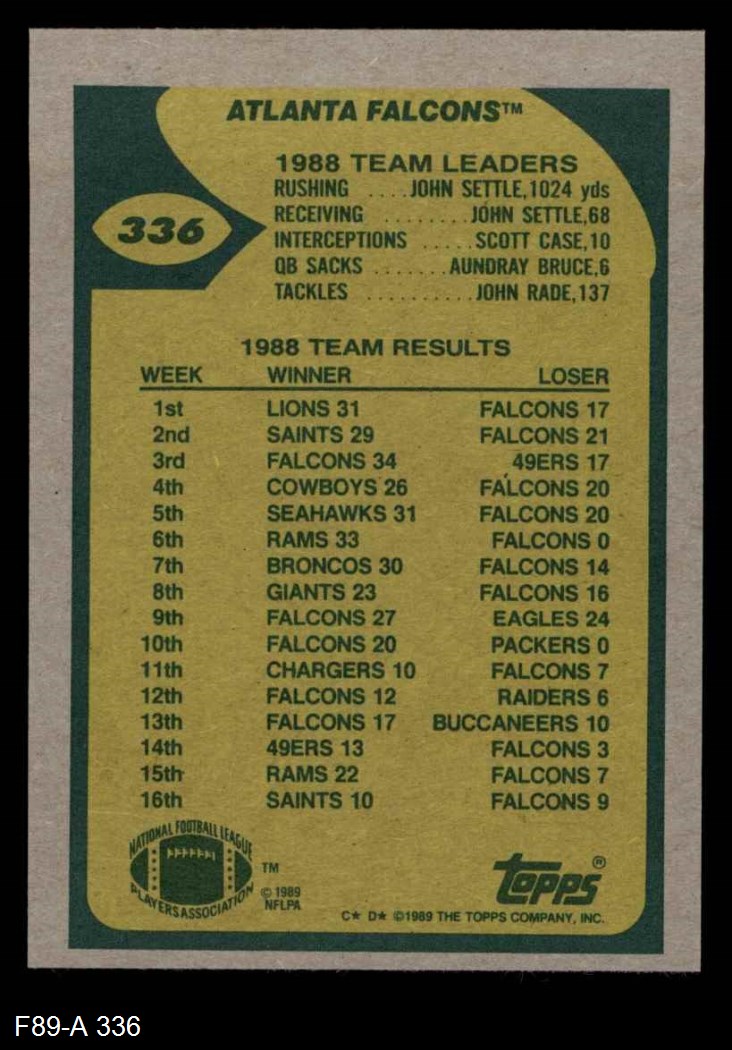 ATLANTA FALCONS™
336
1988 TEAM LEADERS
RUSHING ....JOHN SETTLE,1024 yds
RECEIVING ........JOHN SETTLE,68
INTERCEPTIONS .....SCOTT CASE,10
QB SACKS .......AUNDRAY BRUCE,6
TACKLES ..........JOHN RADE,137
1988 TEAM RESULTS
WEEK WINNER LOSER
1st LIONS 31 FALCONS 17
2nd SAINTS 29 FALCONS 21
3rd FALCONS 34 49ERS 17
4th COWBOYS 26 FALCONS 20
5th SEAHAWKS 31 FALCONS 20
6th RAMS 33 FALCONS 0
7th BRONCOS 30 FALCONS 14
8th GIANTS 23 FALCONS 16
9th FALCONS 27 EAGLES 24
10th FALCONS 20 PACKERS 0
11th CHARGERS 10 FALCONS 7
12th FALCONS 12 RAIDERS 6
13th FALCONS 17 BUCCANEERS 10
14th 49ERS 13 FALCONS 3
15th RAMS 22 FALCONS 7
16th SAINTS 10 FALCONS 9
NATIONAL FOOTBALL LEAGUE
PLAYERS ASSOCIATION
TM
© 1989
NFLPA
topps®
C★ D★ ©1989 THE TOPPS COMPANY, INC.
F89-A 336